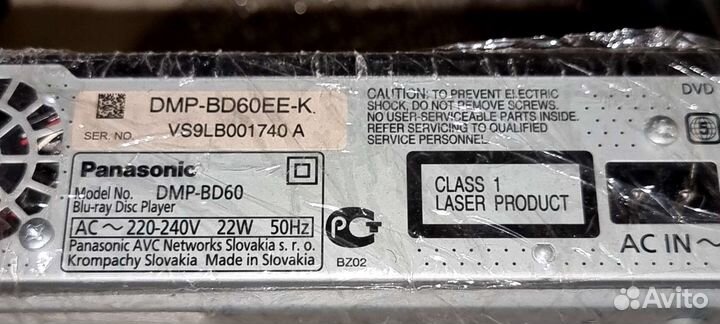 DMP-BD60EE-K
SER. NO. VS9LB001740 A
CAUTION: TO PREVENT ELECTRIC
SHOCK, DO NOT REMOVE SCREWS.
NO USER-SERVICEABLE PARTS INSIDE.
REFER SERVICING TO QUALIFIED
SERVICE PERSONNEL.
DVD
Panasonic
Model No. DMP-BD60
Blu-ray Disc Player
AC ~ 220-240V 22W 50Hz
Panasonic AVC Networks Slovakia s. r. o.
Krompachy Slovakia Made in Slovakia
BZ02
CLASS 1
LASER PRODUCT
AC IN ~
Avito